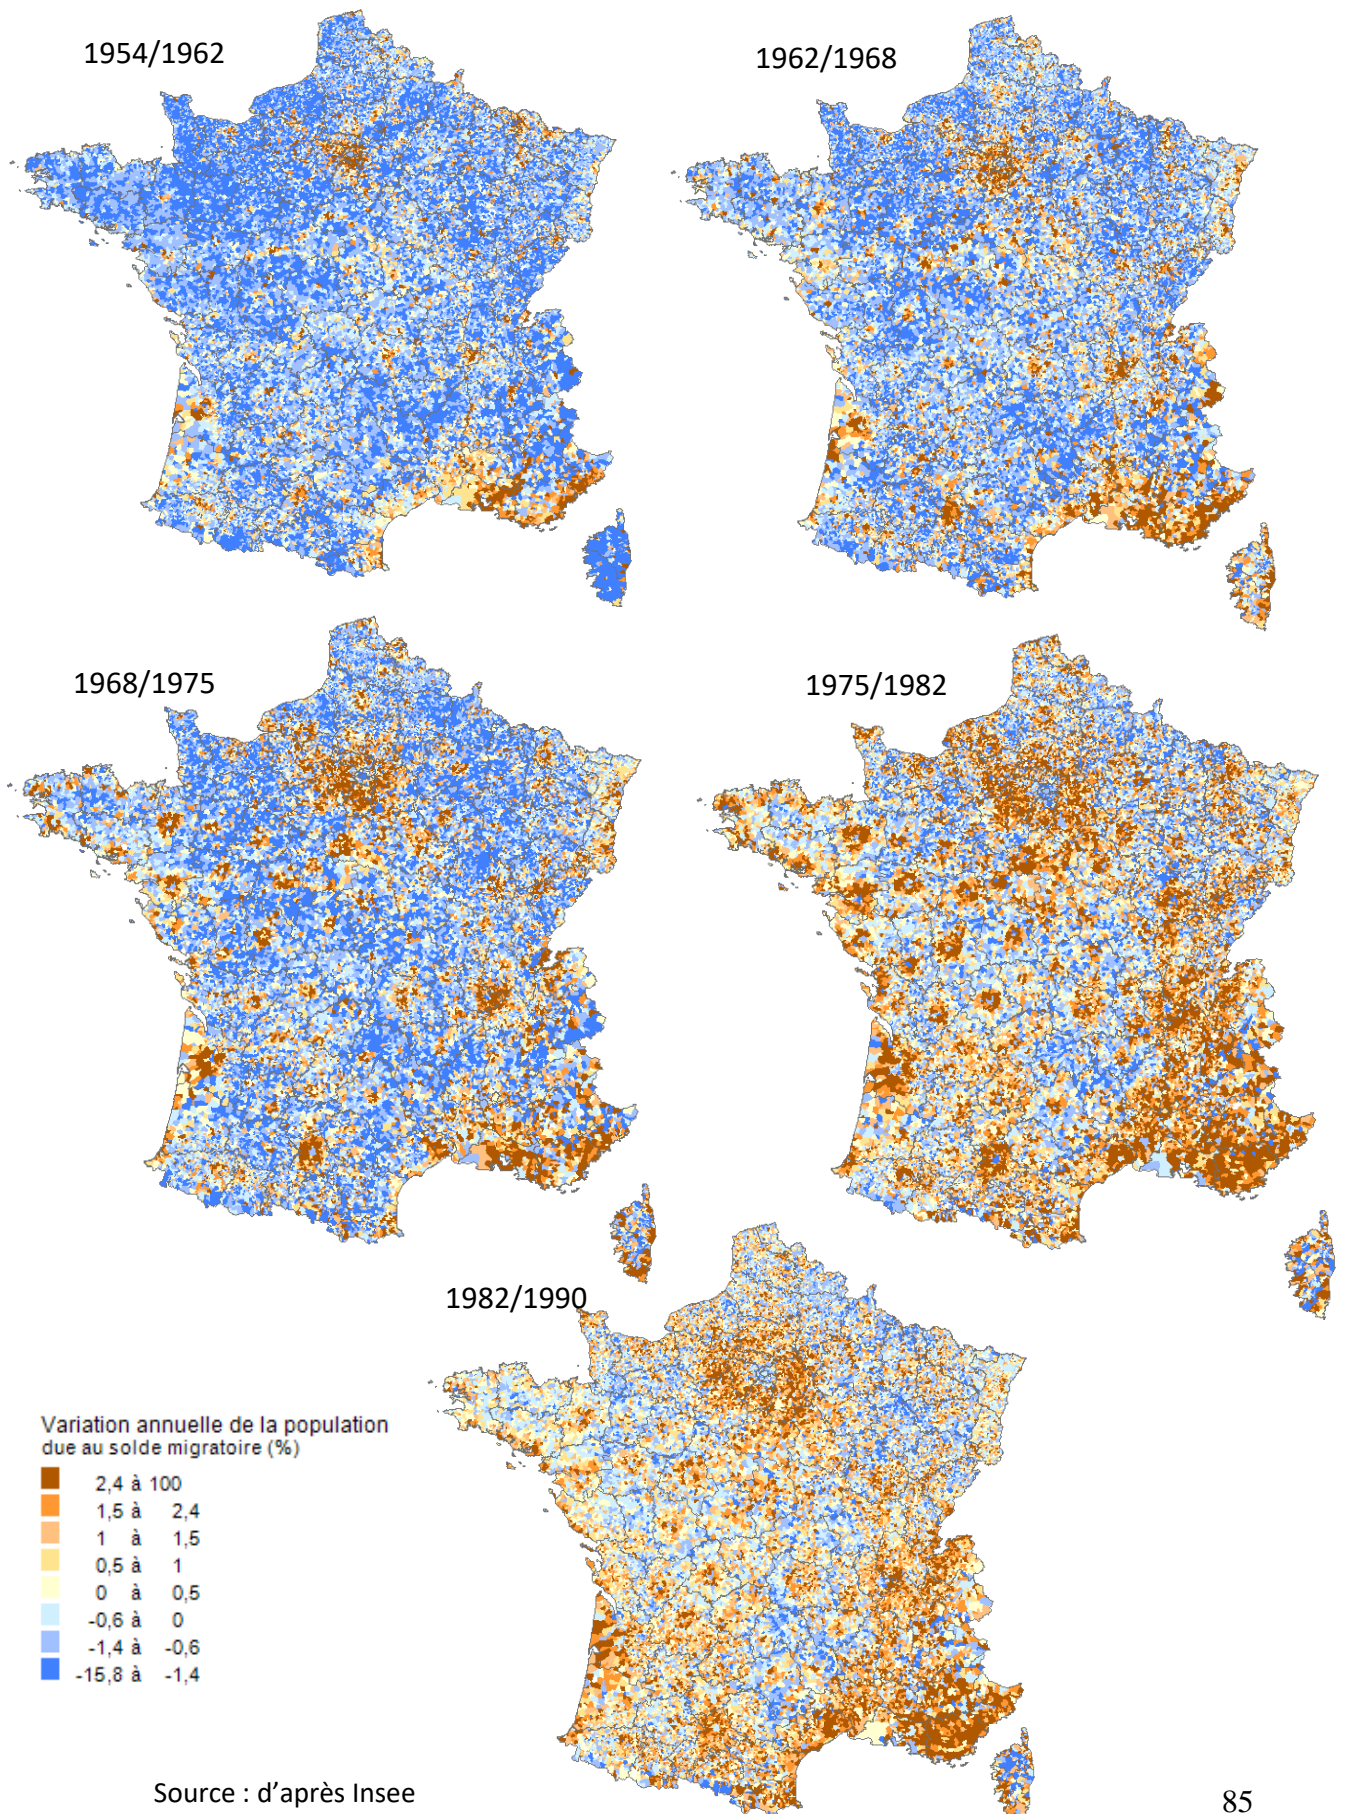 1954/1962
1962/1968
1968/1975
1975/1982
1982/1990
Variation annuelle de la population
due au solde migratoire (%)
2,4 à 100
1,5 à 2,4
1 à 1,5
0,5 à 1
0 à 0,5
-0,6 à 0
-1,4 à -0,6
-15,8 à -1,4
Source : d’après Insee
85